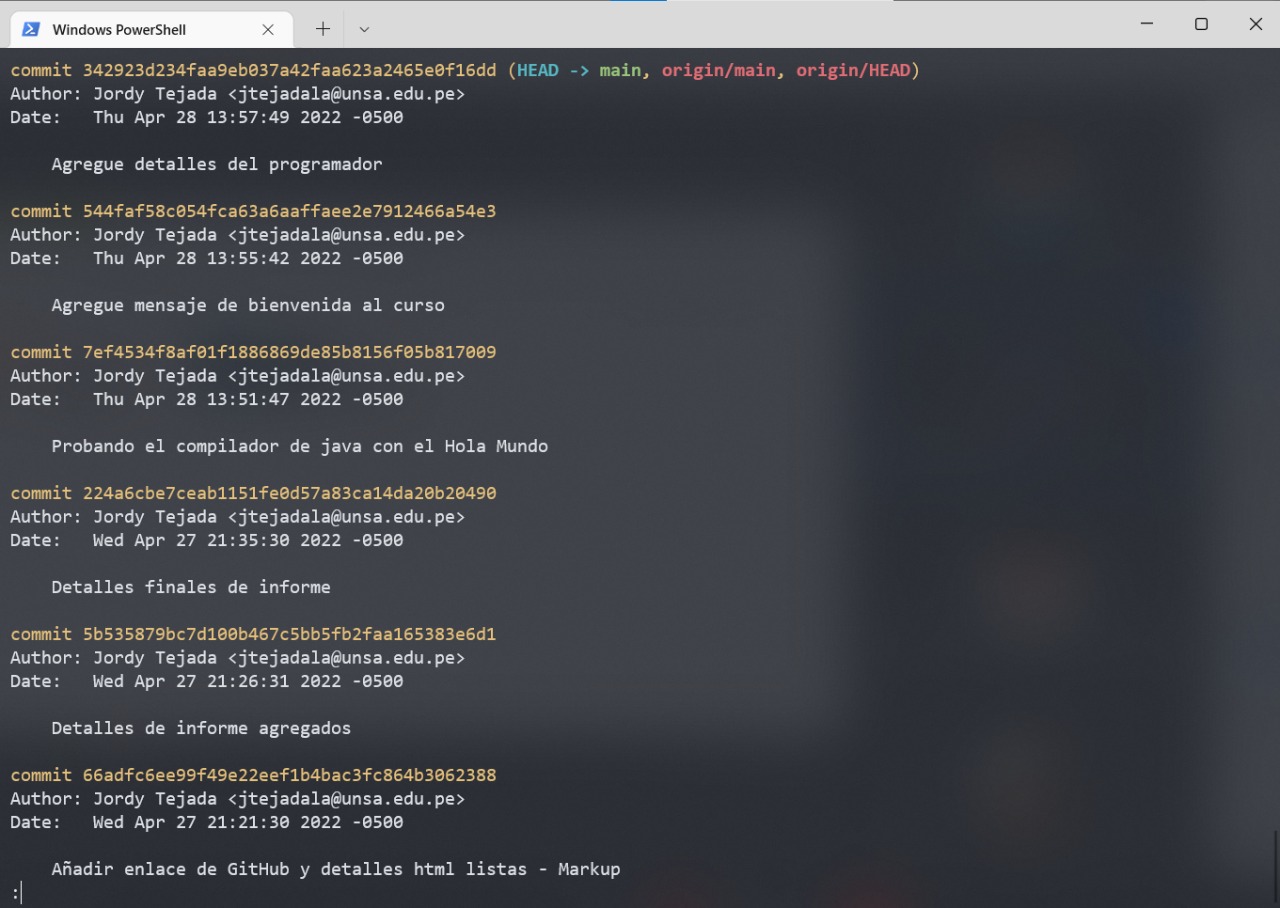 Windows PowerShell
commit 342923d234faa9eb037a42faa623a2465e0f16dd (HEAD -> main, origin/main, origin/HEAD)
Author: Jordy Tejada <jtejadala@unsa.edu.pe>
Date:   Thu Apr 28 13:57:49 2022 -0500
    Agregue detalles del programador
commit 544faf58c054fca63a6aaffaee2e7912466a54e3
Author: Jordy Tejada <jtejadala@unsa.edu.pe>
Date:   Thu Apr 28 13:55:42 2022 -0500
    Agregue mensaje de bienvenida al curso
commit 7ef4534f8af01f1886869de85b8156f05b817009
Author: Jordy Tejada <jtejadala@unsa.edu.pe>
Date:   Thu Apr 28 13:51:47 2022 -0500
    Probando el compilador de java con el Hola Mundo
commit 224a6cbe7ceab1151fe0d57a83ca14da20b20490
Author: Jordy Tejada <jtejadala@unsa.edu.pe>
Date:   Wed Apr 27 21:35:30 2022 -0500
    Detalles finales de informe
commit 5b535879bc7d100b467c5bb5fb2faa165383e6d1
Author: Jordy Tejada <jtejadala@unsa.edu.pe>
Date:   Wed Apr 27 21:26:31 2022 -0500
    Detalles de informe agregados
commit 66adfc6ee99f49e22eef1b4bac3fc864b3062388
Author: Jordy Tejada <jtejadala@unsa.edu.pe>
Date:   Wed Apr 27 21:21:30 2022 -0500
    Añadir enlace de GitHub y detalles html listas - Markup
: